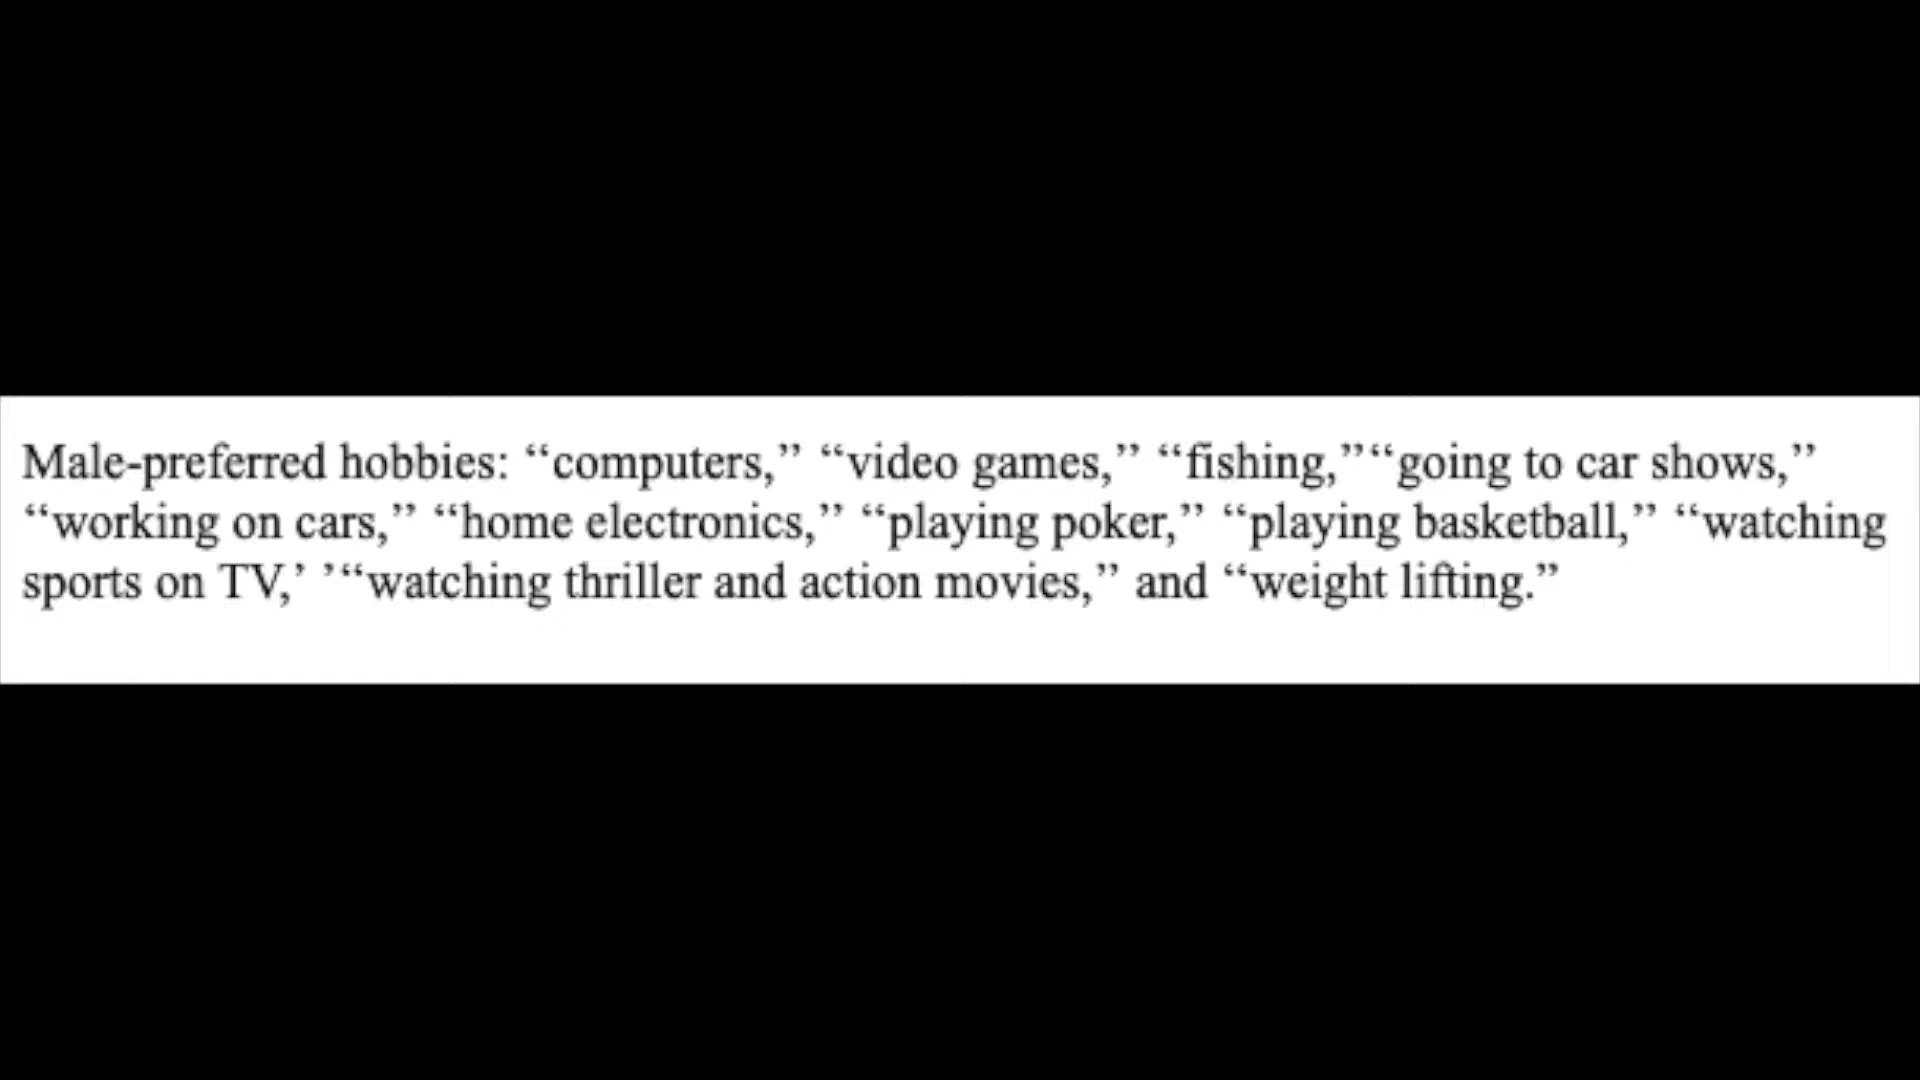 Male-preferred hobbies: “computers,” “video games,” “fishing,”“going to car shows,”
“working on cars,” “home electronics,” “playing poker,” “playing basketball,” “watching
sports on TV,’ ’“watching thriller and action movies,” and “weight lifting.”